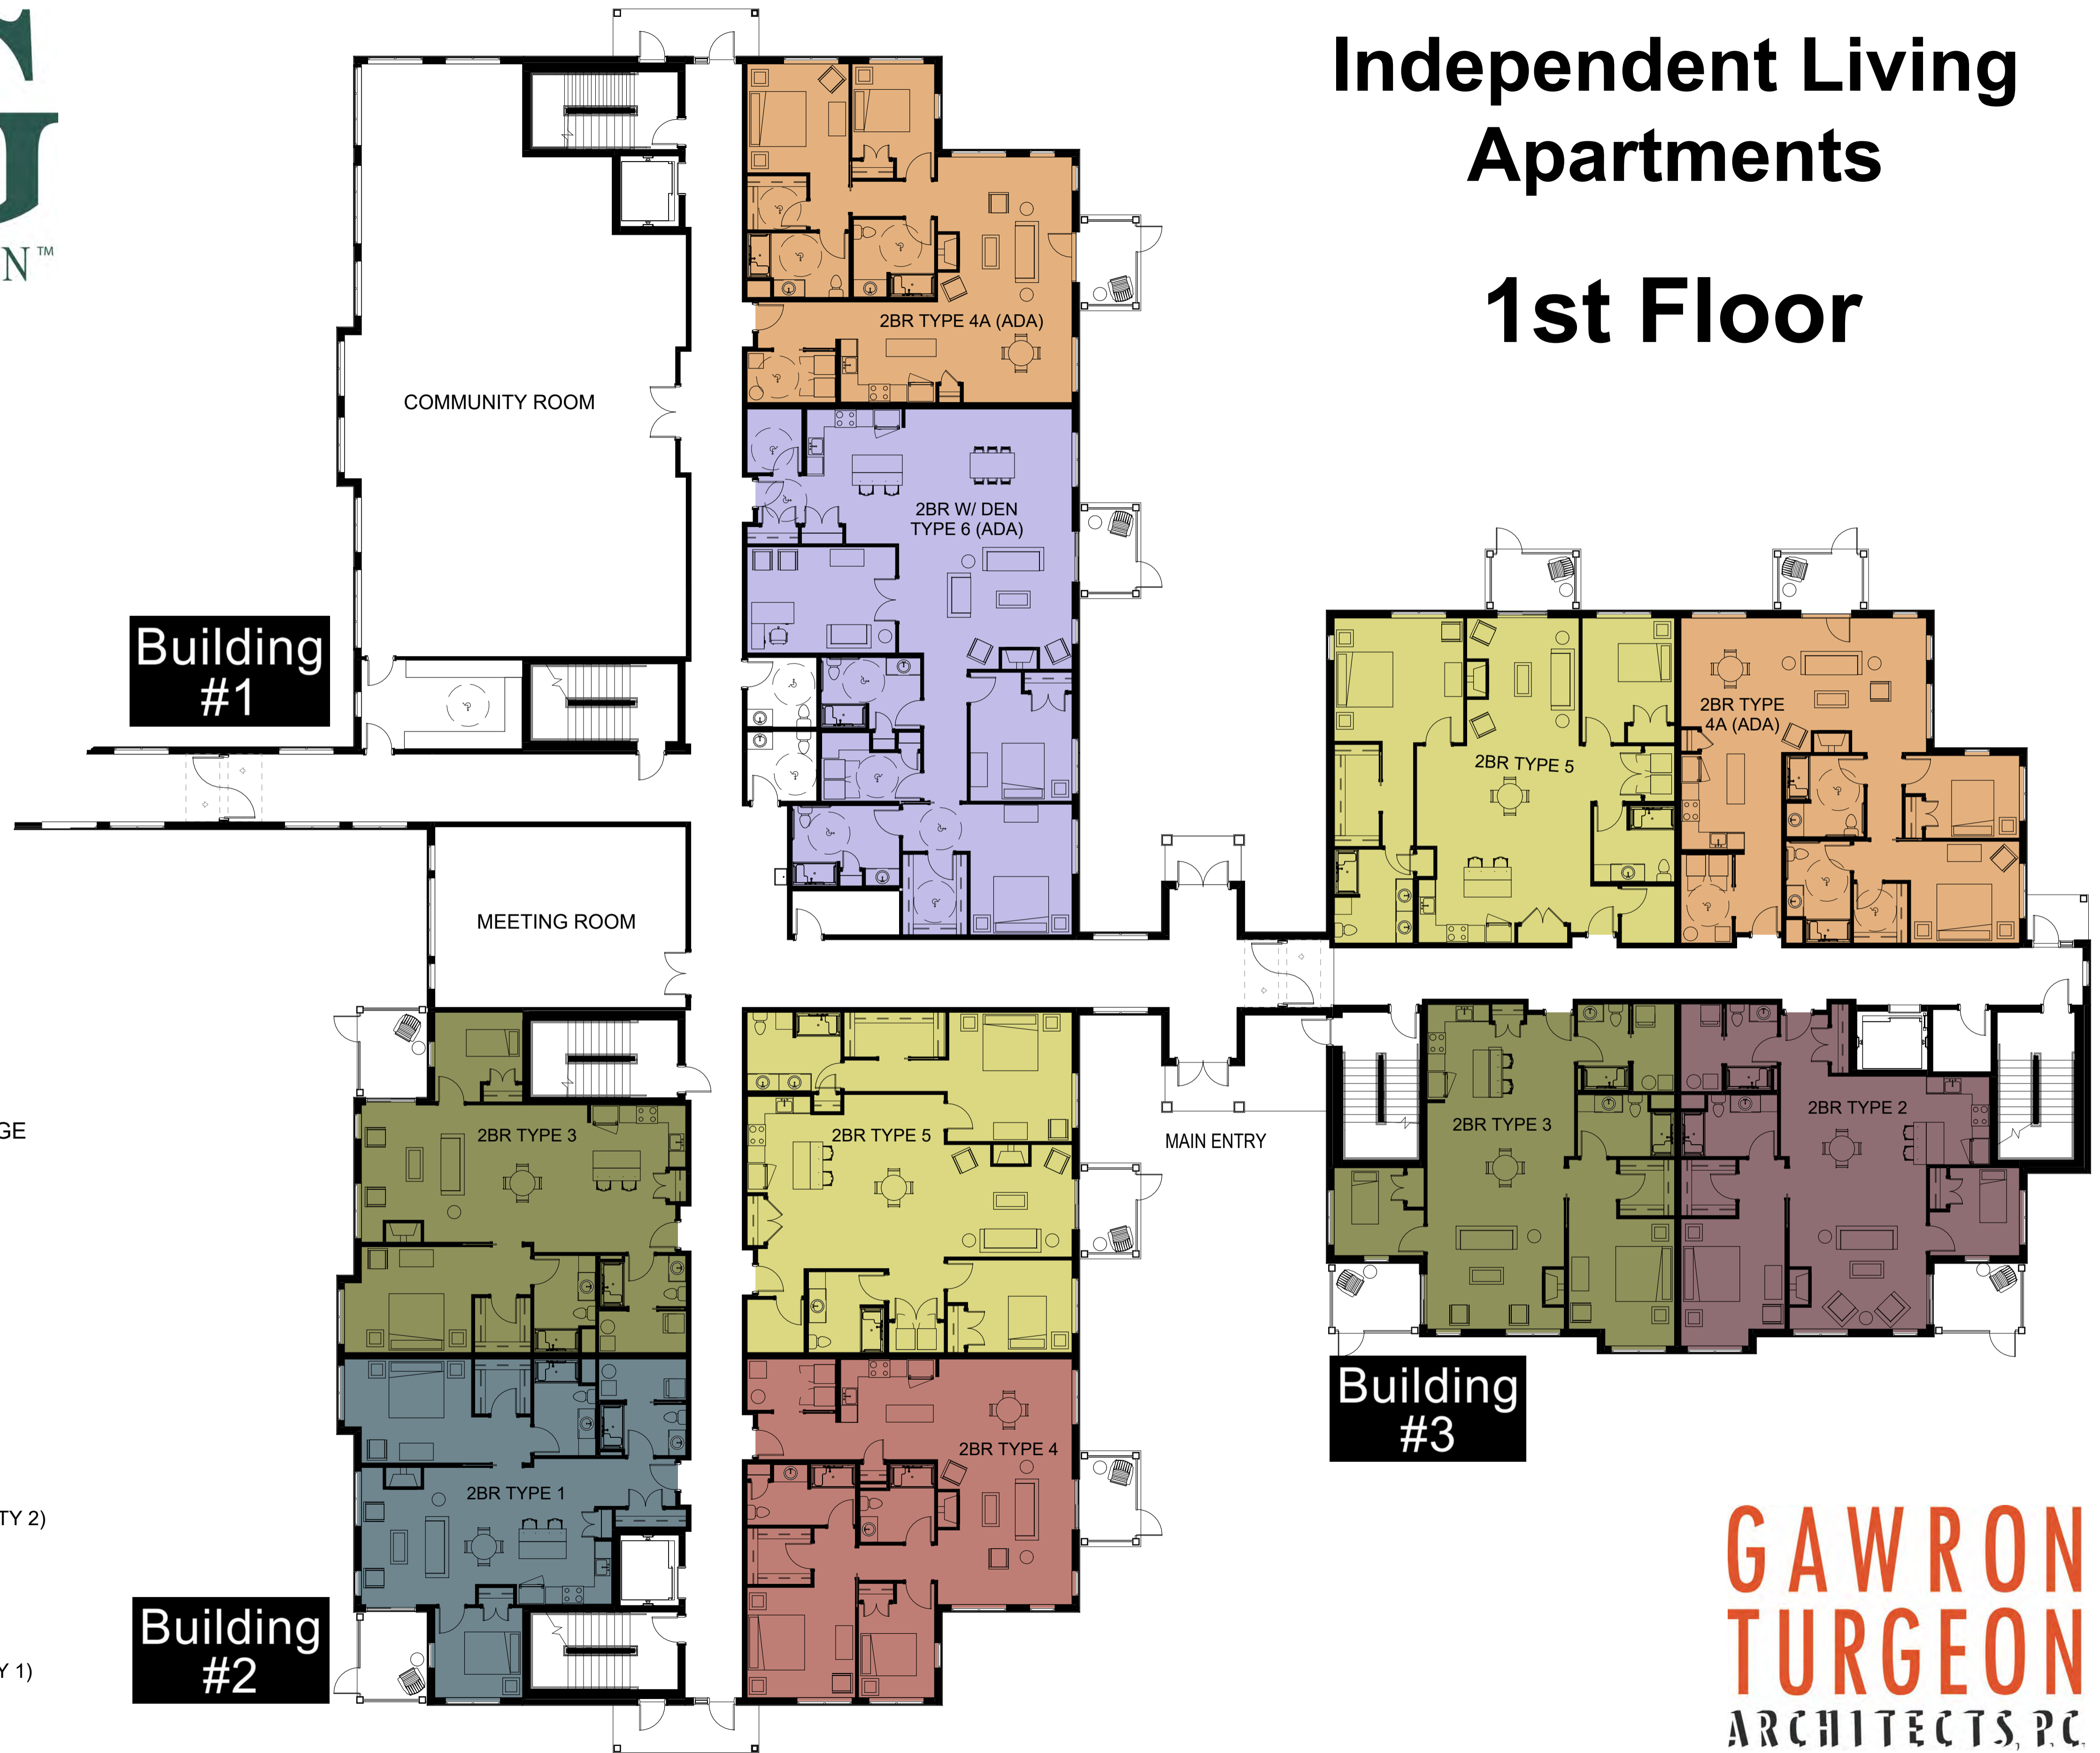 Independent Living
Apartments
1st Floor
N™
2BR TYPE 4A (ADA)
COMMUNITY ROOM
2BR W/ DEN
TYPE 6 (ADA)
Building
#1
2BR TYPE
4A (ADA)
2BR TYPE 5
MEETING ROOM
GE
2BR TYPE 3
2BR TYPE 5
MAIN ENTRY
2BR TYPE 3
2BR TYPE 2
Building
#3
2BR TYPE 4
2BR TYPE 1
TY 2)
Building
#2
Y 1)
GAWRON
TURGEON
ARCHITECTS, P.C.